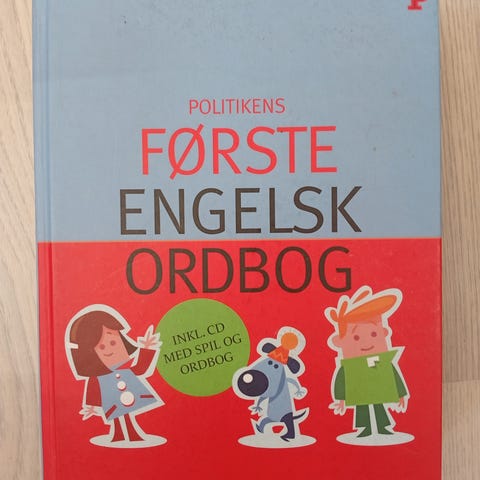 P
POLITIKENS
FØRSTE
ENGELSK
ORDBOG
INKL. CD
MED SPIL OG
ORDBOG